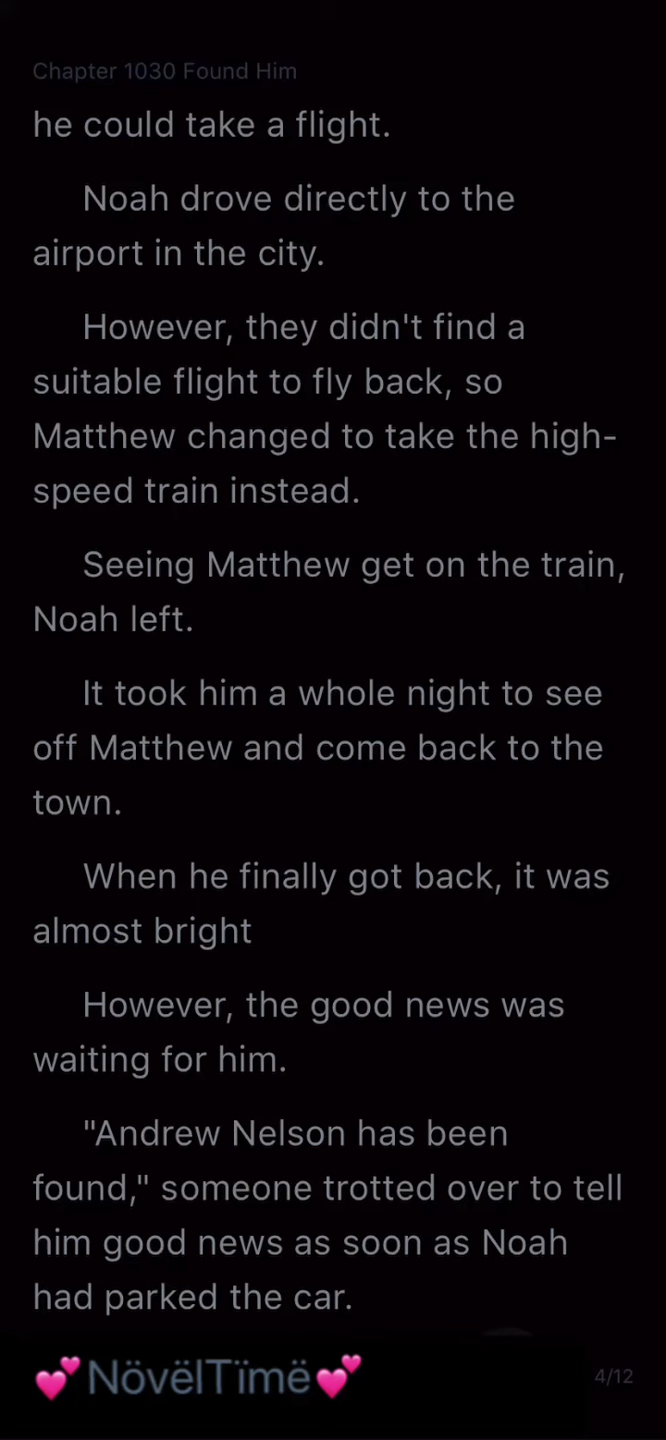 Chapter 1030 Found Him
he could take a flight.
Noah drove directly to the
airport in the city.
However, they didn't find a
suitable flight to fly back, so
Matthew changed to take the high-
speed train instead.
Seeing Matthew get on the train,
Noah left.
It took him a whole night to see
off Matthew and come back to the
town.
When he finally got back, it was
almost bright
However, the good news was
waiting for him.
"Andrew Nelson has been
found," someone trotted over to tell
him good news as soon as Noah
had parked the car.
💕NövëlTïmë💕
4/12